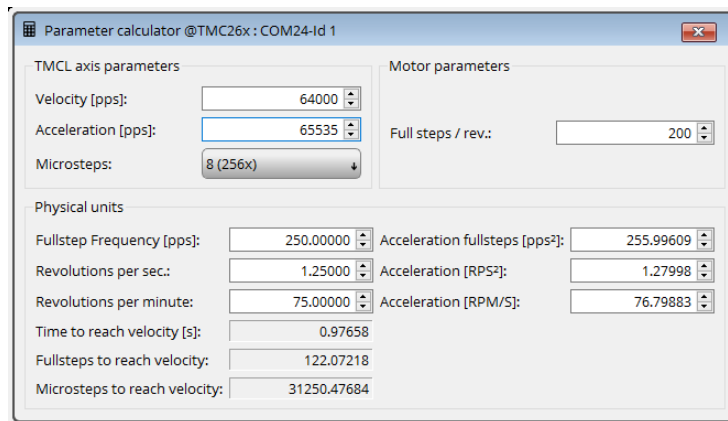 Parameter calculator @TMC26x : COM24-Id 1
TMCL axis parameters
Velocity [pps]: 64000
Acceleration [pps]: 65535
Microsteps: 8 (256x)
Motor parameters
Full steps / rev.: 200
Physical units
Fullstep Frequency [pps]: 250.00000 Acceleration fullsteps [pps²]: 255.99609
Revolutions per sec.: 1.25000 Acceleration [RPS²]: 1.27998
Revolutions per minute: 75.00000 Acceleration [RPM/S]: 76.79883
Time to reach velocity [s]: 0.97658
Fullsteps to reach velocity: 122.07218
Microsteps to reach velocity: 31250.47684